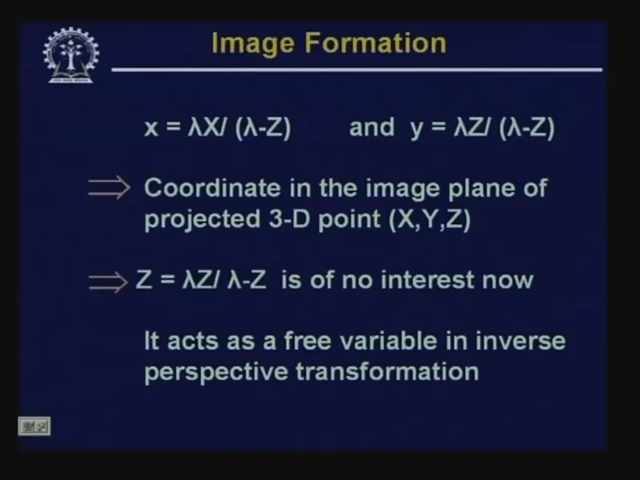 Image Formation
x = λX/ (λ-Z) and y = λZ/ (λ-Z)
Coordinate in the image plane of
projected 3-D point (X,Y,Z)
Z = λZ/ λ-Z is of no interest now
It acts as a free variable in inverse
perspective transformation